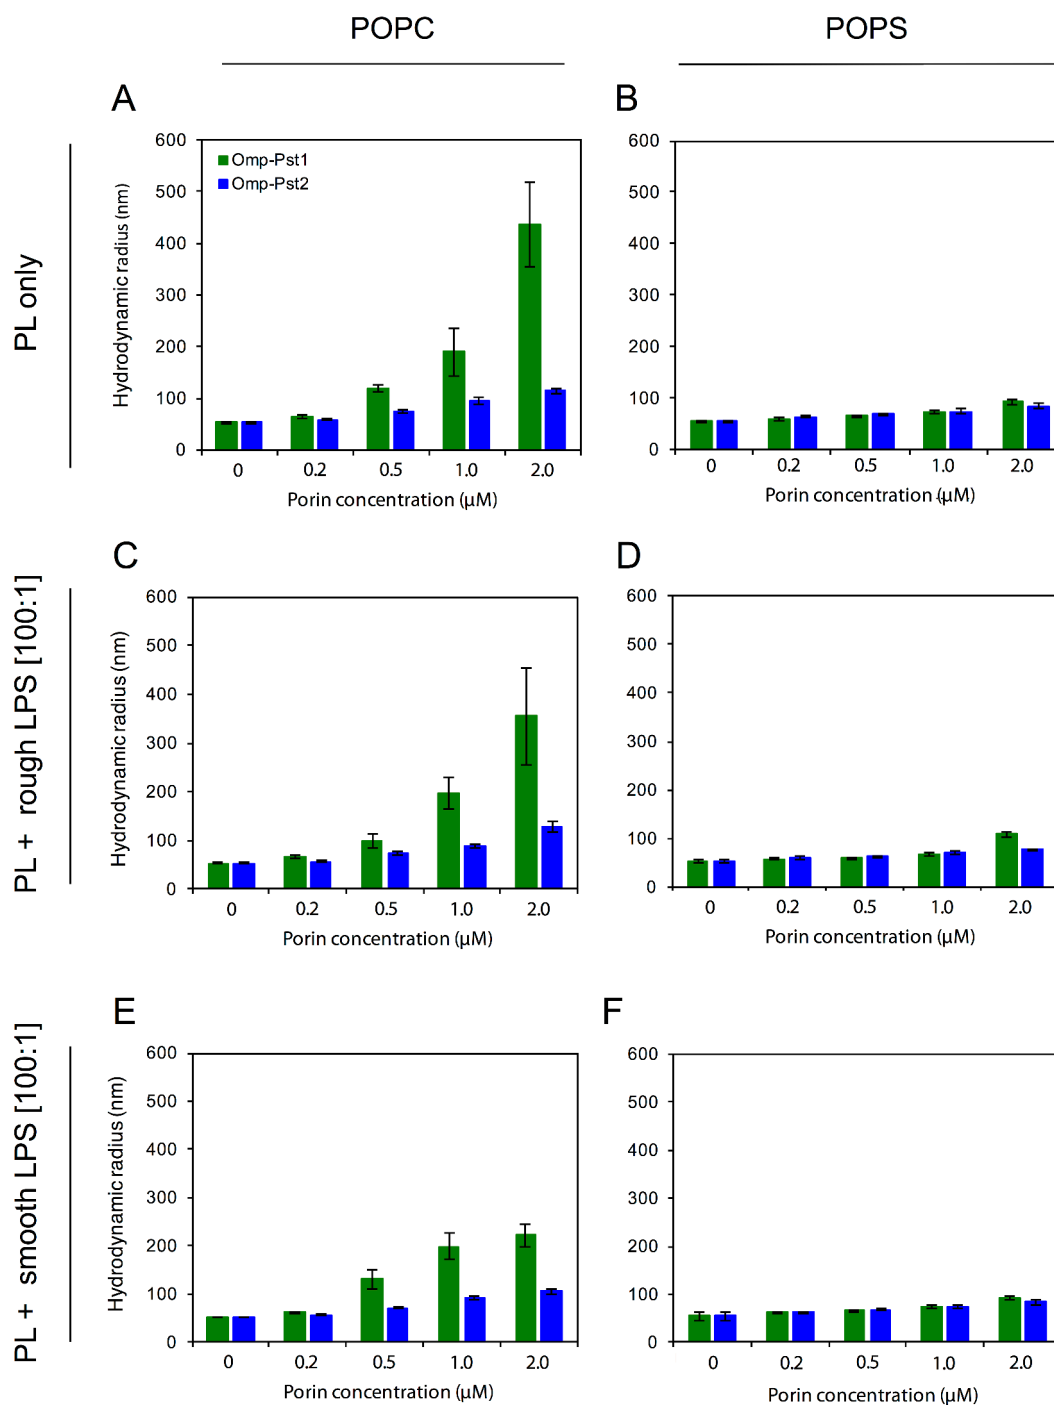 POPC
POPS
A
B
PL only
Hydrodynamic radius (nm)
600
500
400
300
200
100
0
Omp-Pst1
Omp-Pst2
0 0.2 0.5 1.0 2.0
Porin concentration (µM)
600
500
400
300
200
100
0
0 0.2 0.5 1.0 2.0
Porin concentration (µM)
C
D
PL + rough LPS [100:1]
Hydrodynamic radius (nm)
600
500
400
300
200
100
0
0 0.2 0.5 1.0 2.0
Porin concentration (µM)
600
500
400
300
200
100
0
0 0.2 0.5 1.0 2.0
Porin concentration (µM)
E
F
PL + smooth LPS [100:1]
Hydrodynamic radius (nm)
600
500
400
300
200
100
0
0 0.2 0.5 1.0 2.0
Porin concentration (µM)
600
500
400
300
200
100
0
0 0.2 0.5 1.0 2.0
Porin concentration (µM)